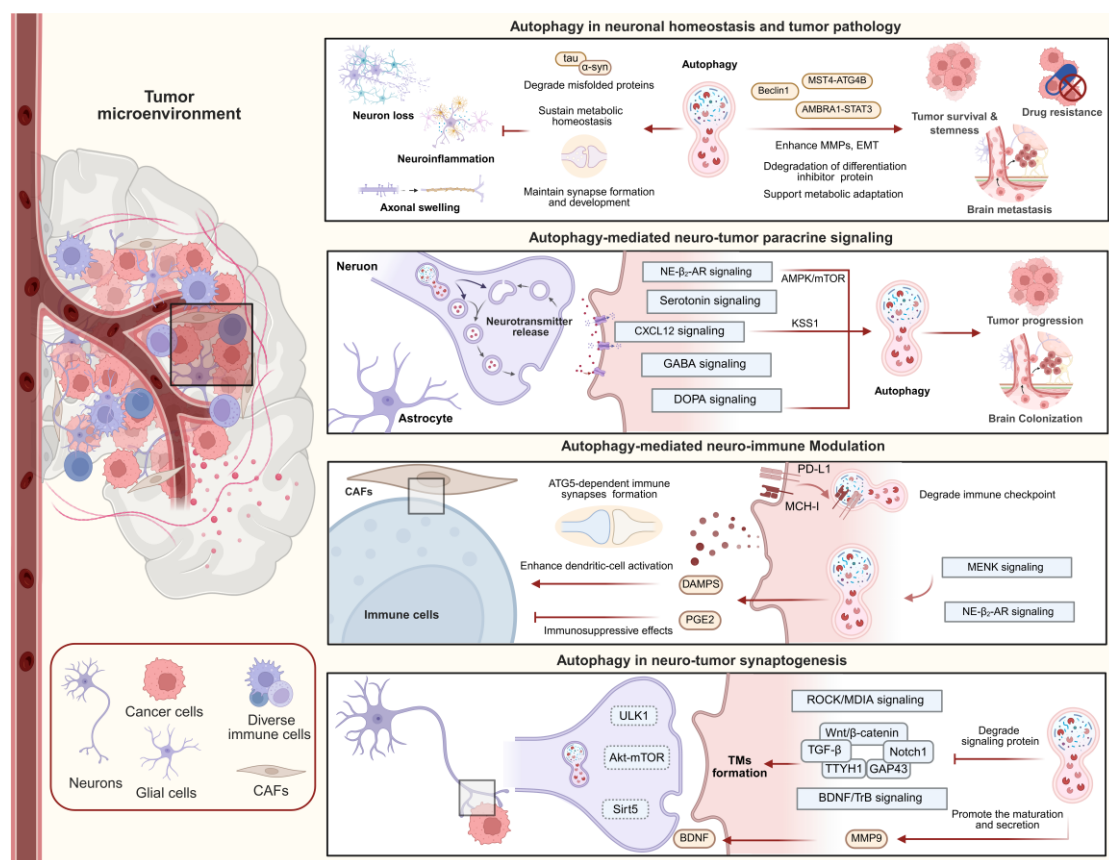 Tumor
microenvironment
Neurons
Cancer cells
Glial cells
Diverse
immune cells
CAFs
Autophagy in neuronal homeostasis and tumor pathology
Neuron loss
Neuroinflammation
Axonal swelling
tau
α-syn
Degrade misfolded proteins
Sustain metabolic
homeostasis
Maintain synapse formation
and development
Autophagy
Beclin1
MST4-ATG4B
AMBRA1-STAT3
Enhance MMPs, EMT
Ddegradation of differentiation
inhibitor protein
Support metabolic adaptation
Tumor survival &
stemness
Drug resistance
Brain metastasis
Autophagy-mediated neuro-tumor paracrine signaling
Neruon
Neurotransmitter
release
Astrocyte
NE-β₂-AR signaling
Serotonin signaling
CXCL12 signaling
GABA signaling
DOPA signaling
AMPK/mTOR
KSS1
Autophagy
Tumor progression
Brain Colonization
Autophagy-mediated neuro-immune Modulation
CAFs
Immune cells
ATG5-dependent immune
synapses formation
Enhance dendritic-cell activation
Immunosuppressive effects
DAMPS
PGE2
PD-L1
MCH-I
Degrade immune checkpoint
MENK signaling
NE-β₂-AR signaling
Autophagy in neuro-tumor synaptogenesis
ULK1
Akt-mTOR
Sirt5
BDNF
TMs
formation
ROCK/MDIA signaling
Wnt/β-catenin
TGF-β
Notch1
TTYH1
GAP43
BDNF/TrB signaling
MMP9
Degrade
signaling protein
Promote the maturation
and secretion